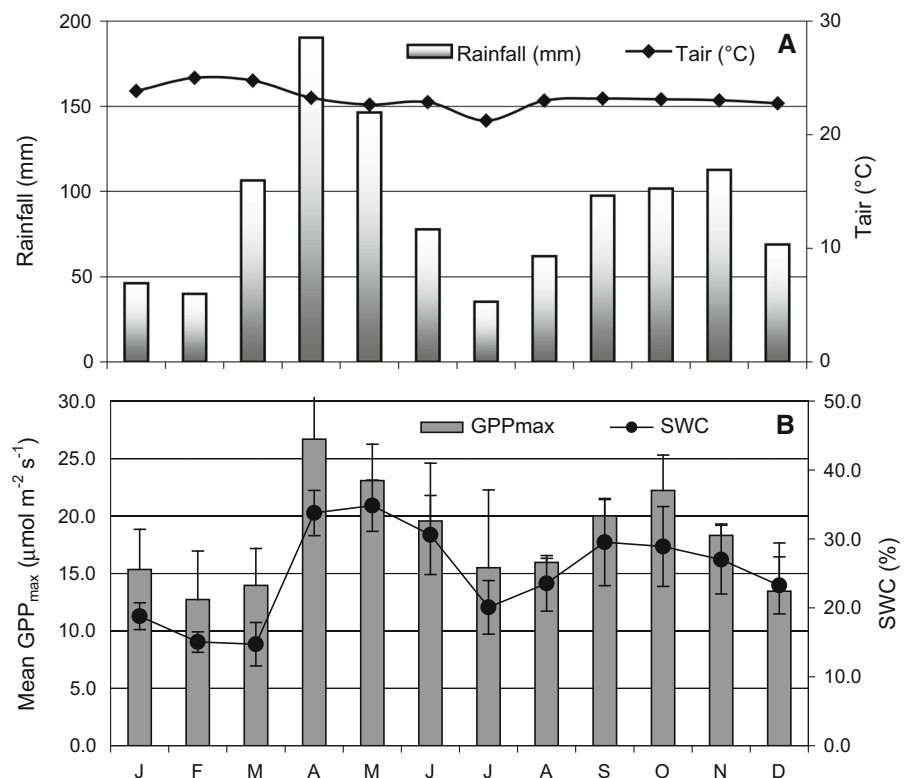 200
150
100
50
0
Rainfall (mm)
Rainfall (mm)
Tair (°C)
A
30
20
10
0
Tair (°C)
30.0
25.0
20.0
15.0
10.0
5.0
0.0
Mean GPPmax (μmol m-2 s-1)
GPPmax
SWC
B
50.0
40.0
30.0
20.0
10.0
0.0
SWC (%)
J F M A M J J A S O N D